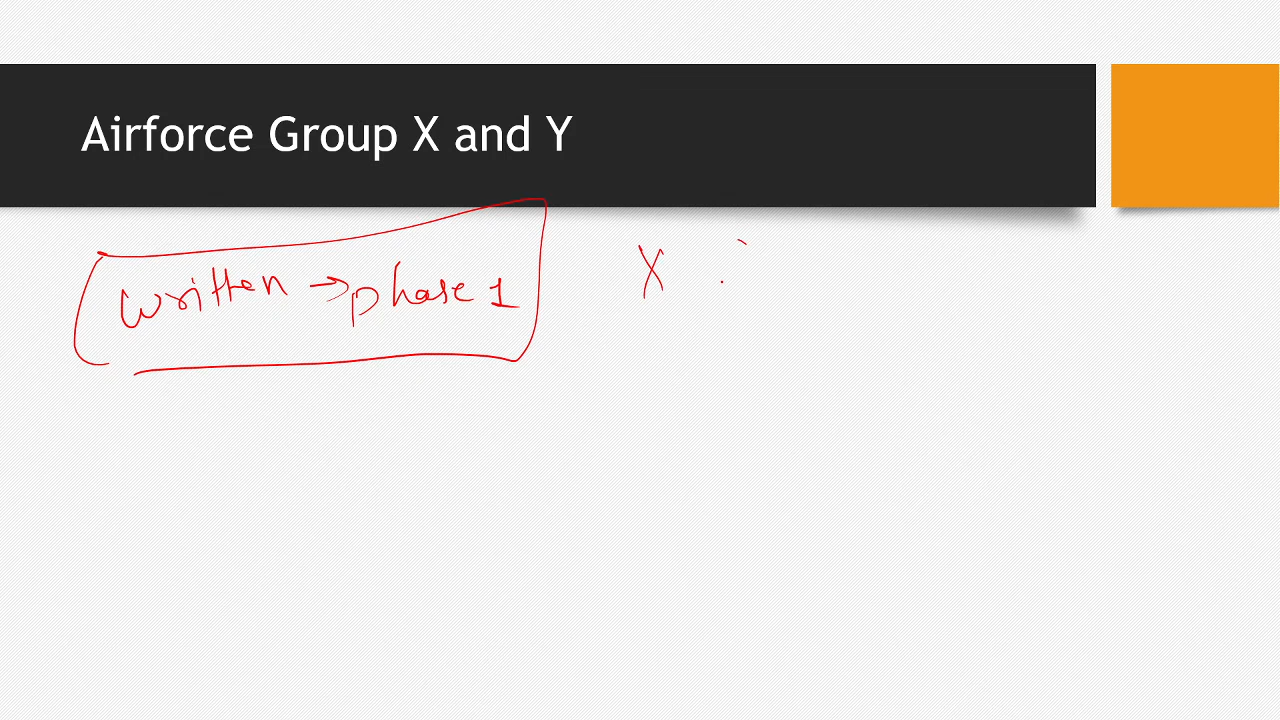 Airforce Group X and Y
written → phase 1
X :